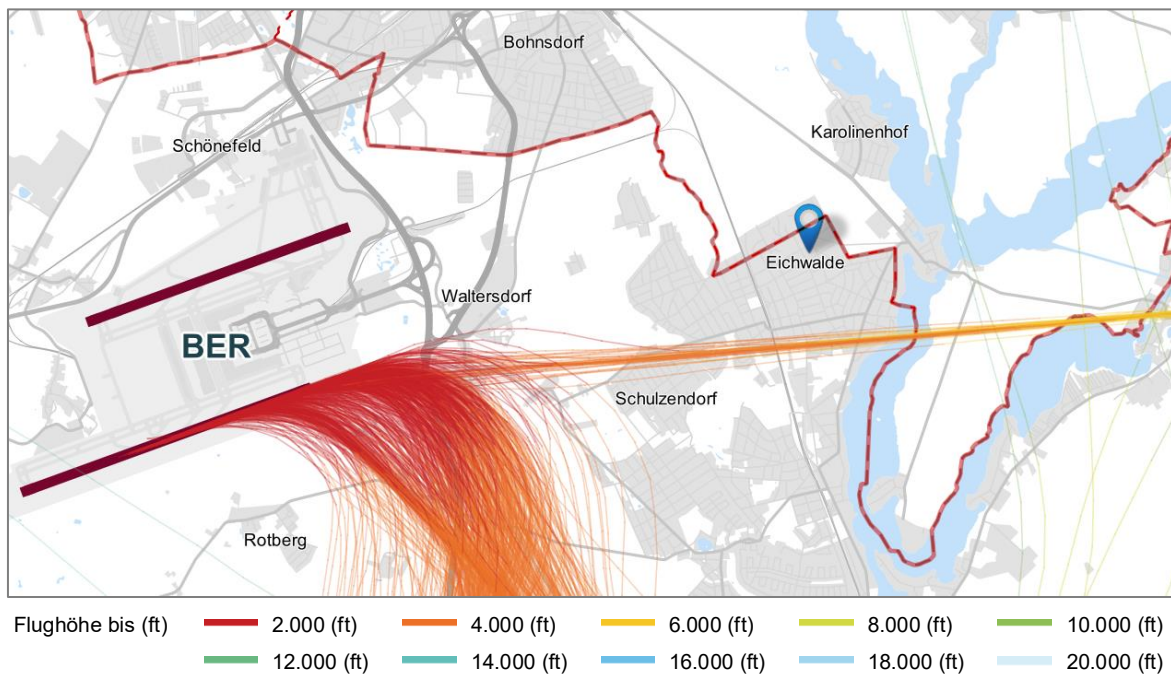 Bohnsdorf
Karolinenhof
Schönefeld
Eichwalde
Waltersdorf
BER
Schulzendorf
Rotberg
Flughöhe bis (ft) 2.000 (ft) 4.000 (ft) 6.000 (ft) 8.000 (ft) 10.000 (ft)
12.000 (ft) 14.000 (ft) 16.000 (ft) 18.000 (ft) 20.000 (ft)